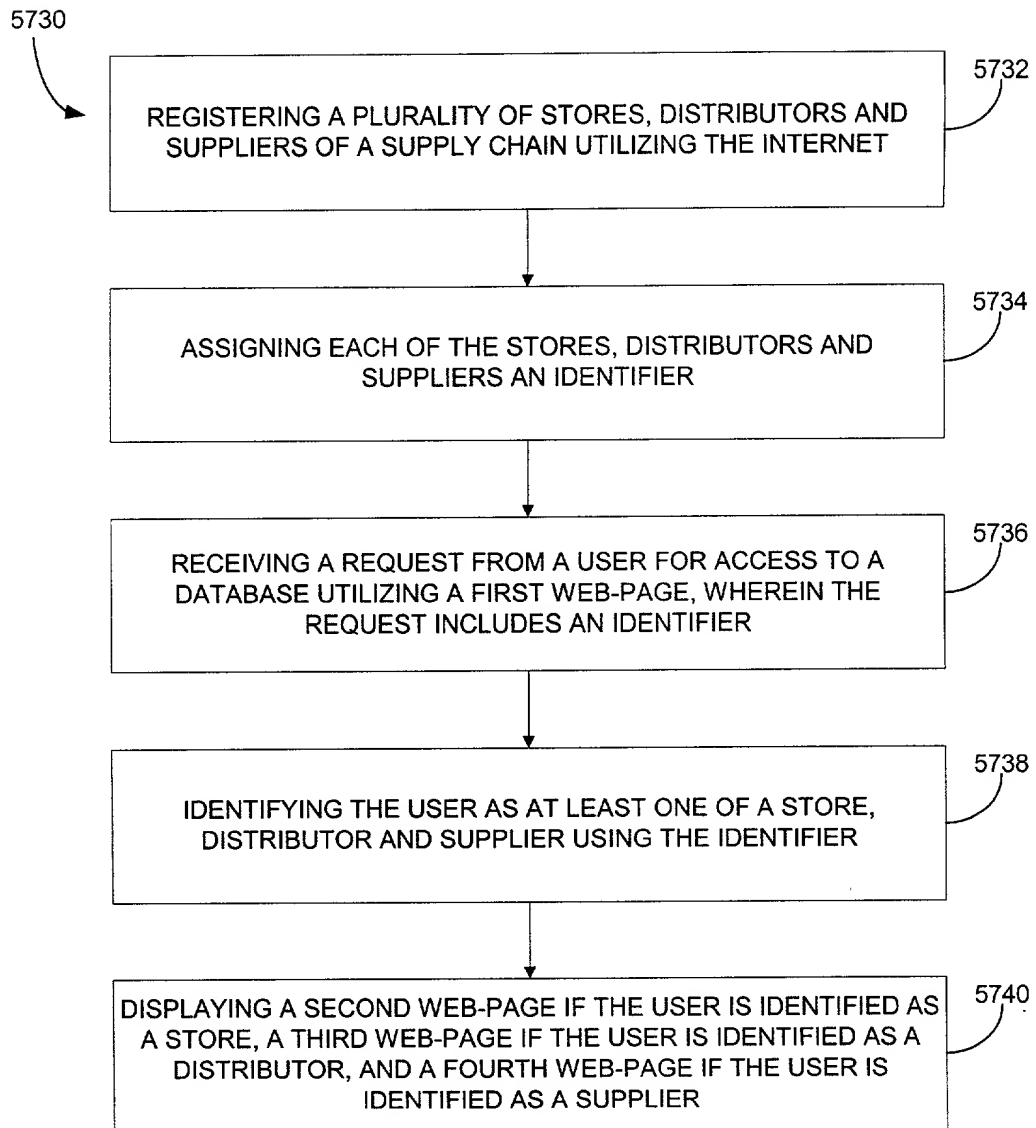 5730
5732
REGISTERING A PLURALITY OF STORES, DISTRIBUTORS AND
SUPPLIERS OF A SUPPLY CHAIN UTILIZING THE INTERNET
5734
ASSIGNING EACH OF THE STORES, DISTRIBUTORS AND
SUPPLIERS AN IDENTIFIER
5736
RECEIVING A REQUEST FROM A USER FOR ACCESS TO A
DATABASE UTILIZING A FIRST WEB-PAGE, WHEREIN THE
REQUEST INCLUDES AN IDENTIFIER
5738
IDENTIFYING THE USER AS AT LEAST ONE OF A STORE,
DISTRIBUTOR AND SUPPLIER USING THE IDENTIFIER
5740
DISPLAYING A SECOND WEB-PAGE IF THE USER IS IDENTIFIED AS
A STORE, A THIRD WEB-PAGE IF THE USER IS IDENTIFIED AS A
DISTRIBUTOR, AND A FOURTH WEB-PAGE IF THE USER IS
IDENTIFIED AS A SUPPLIER